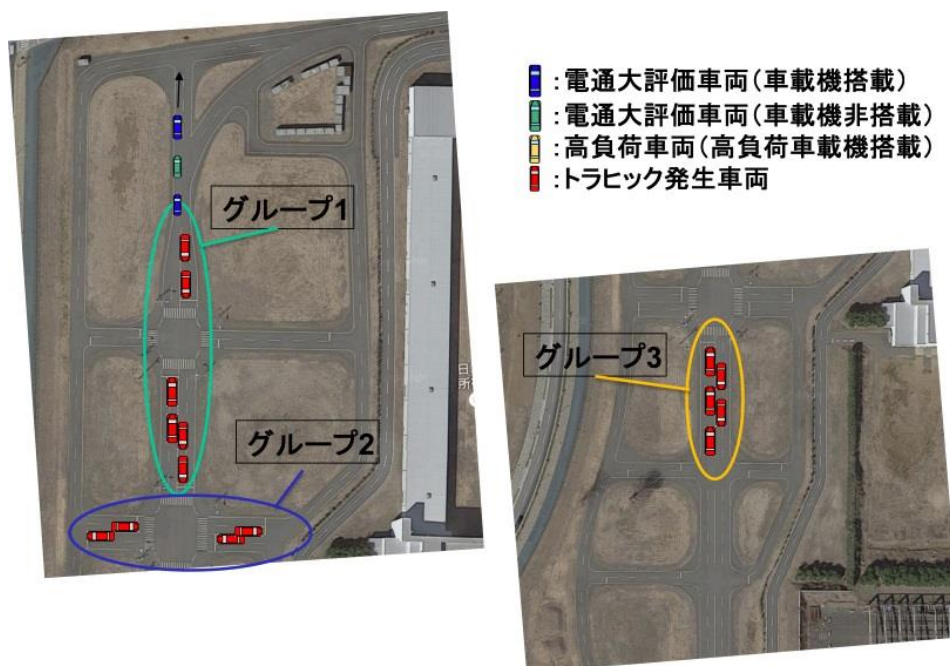 :電通大評価車両(車載機搭載)
:電通大評価車両(車載機非搭載)
:高負荷車両(高負荷車載機搭載)
:トラヒック発生車両
グループ1
グループ3
日
所
グループ2